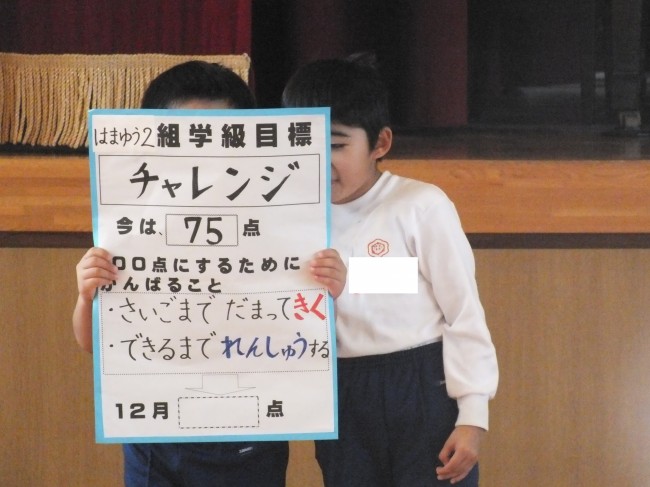 はまゆう2組学級目標
チャレンジ
今は、75点
100点にするために
がんばること
・さいごまで だまってきく
・できるまで れんしゅうする
12月 点